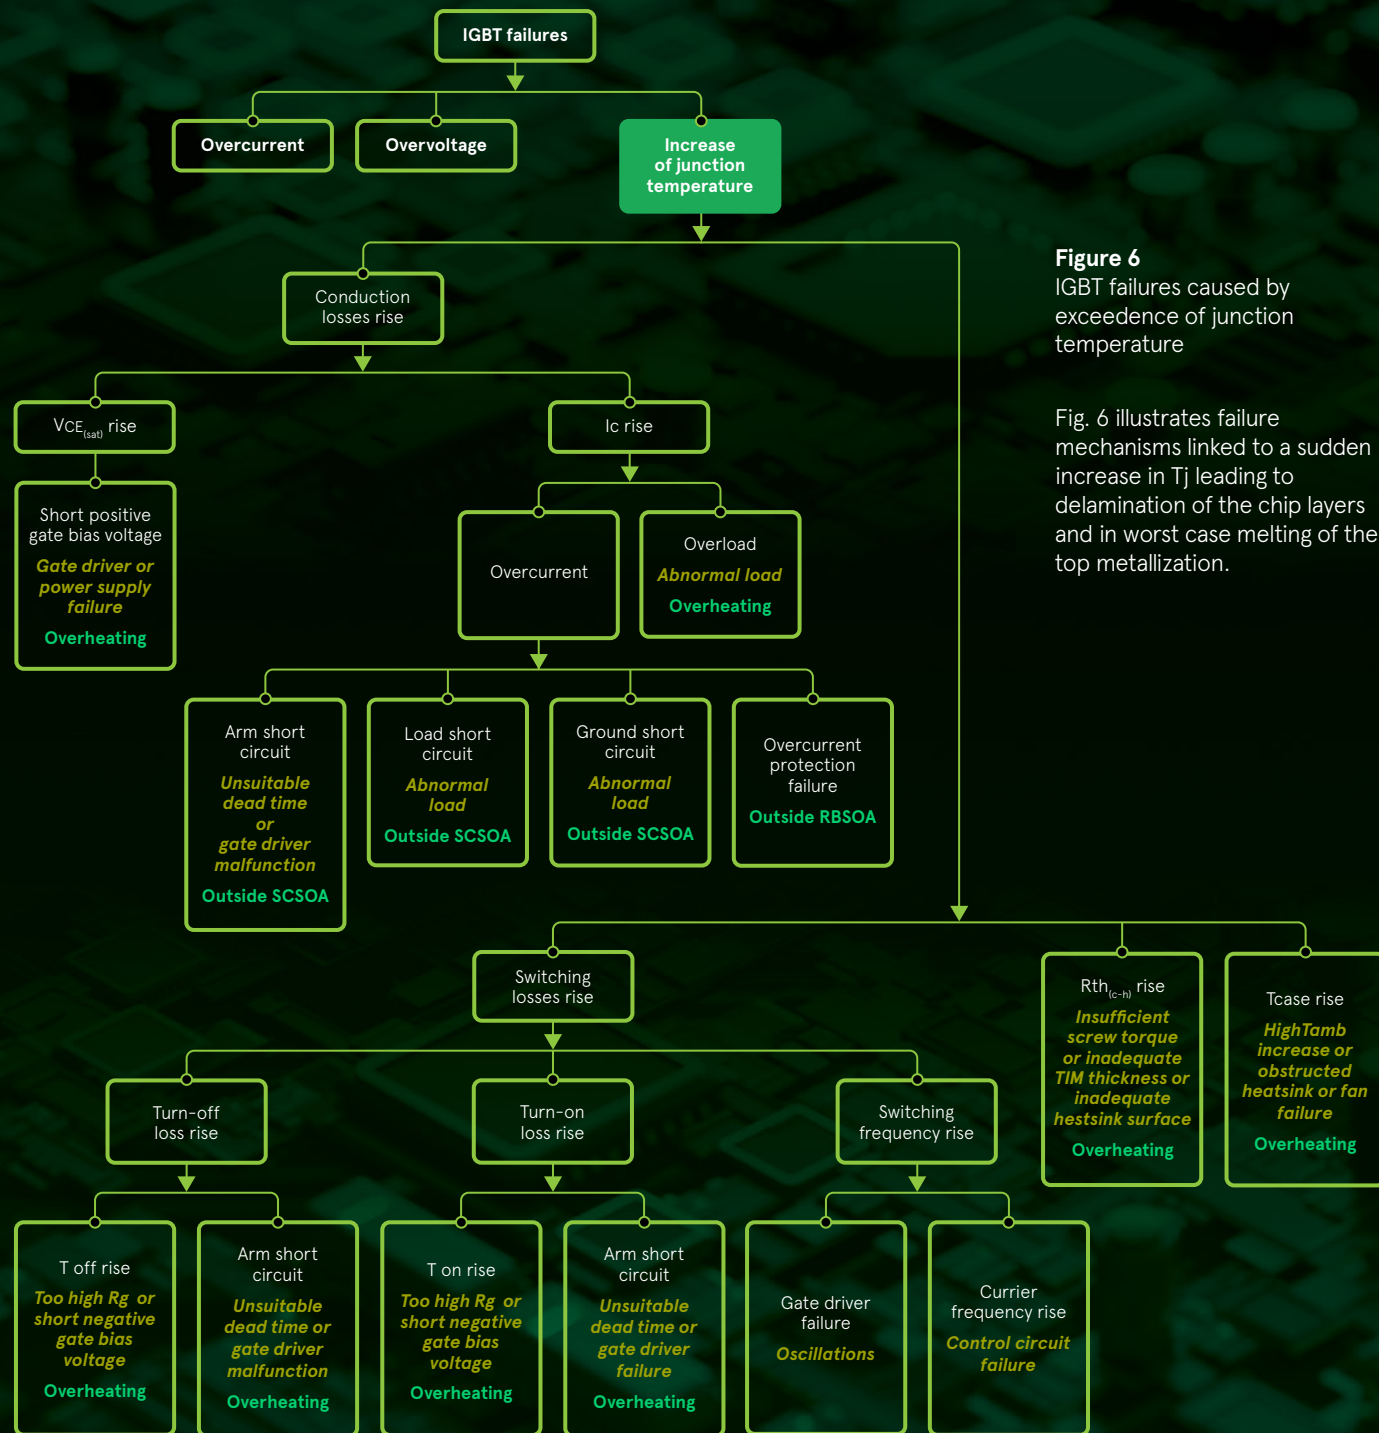 IGBT failures
Overcurrent
Overvoltage
Increase
of junction
temperature
Figure 6
IGBT failures caused by
exceedence of junction
temperature
Fig. 6 illustrates failure
mechanisms linked to a sudden
increase in Tj leading to
delamination of the chip layers
and in worst case melting of the
top metallization.
Conduction
losses rise
VCE(sat) rise
Ic rise
Short positive
gate bias voltage
Gate driver or
power supply
failure
Overheating
Overcurrent
Overload
Abnormal load
Overheating
Arm short
circuit
Unsuitable
dead time
or
gate driver
malfunction
Outside SCSOA
Load short
circuit
Abnormal
load
Outside SCSOA
Ground short
circuit
Abnormal
load
Outside SCSOA
Overcurrent
protection
failure
Outside RBSOA
Switching
losses rise
Rth(c-h) rise
Insufficient
screw torque
or inadequate
TIM thickness or
inadequate
hestsink surface
Overheating
Tcase rise
HighTamb
increase or
obstructed
heatsink or fan
failure
Overheating
Turn-off
loss rise
Turn-on
loss rise
Switching
frequency rise
T off rise
Too high Rg or
short negative
gate bias
voltage
Overheating
Arm short
circuit
Unsuitable
dead time or
gate driver
malfunction
Overheating
T on rise
Too high Rg or
short negative
gate bias
voltage
Overheating
Arm short
circuit
Unsuitable
dead time or
gate driver
failure
Overheating
Gate driver
failure
Oscillations
Currier
frequency rise
Control circuit
failure